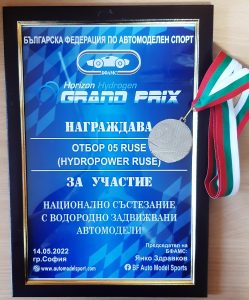 БЪЛГАРСКА ФЕДЕРАЦИЯ ПО АВТОМОДЕЛЕН СПОРТ
БФАМС
Horizon Hydrogen
GRAND PRIX
НАГРАЖДАВА
ОТБОР 05 RUSE
(HYDROPOWER RUSE)
ЗА УЧАСТИЕ
НАЦИОНАЛНО СЪСТЕЗАНИЕ
С ВОДОРОДНО ЗАДВИЖВАНИ
АВТОМОДЕЛИ
14.05.2022
гр.София
Председател на
БФАМС:
Янко Здравков
www.automodelsport.com
BF Auto Model Sports